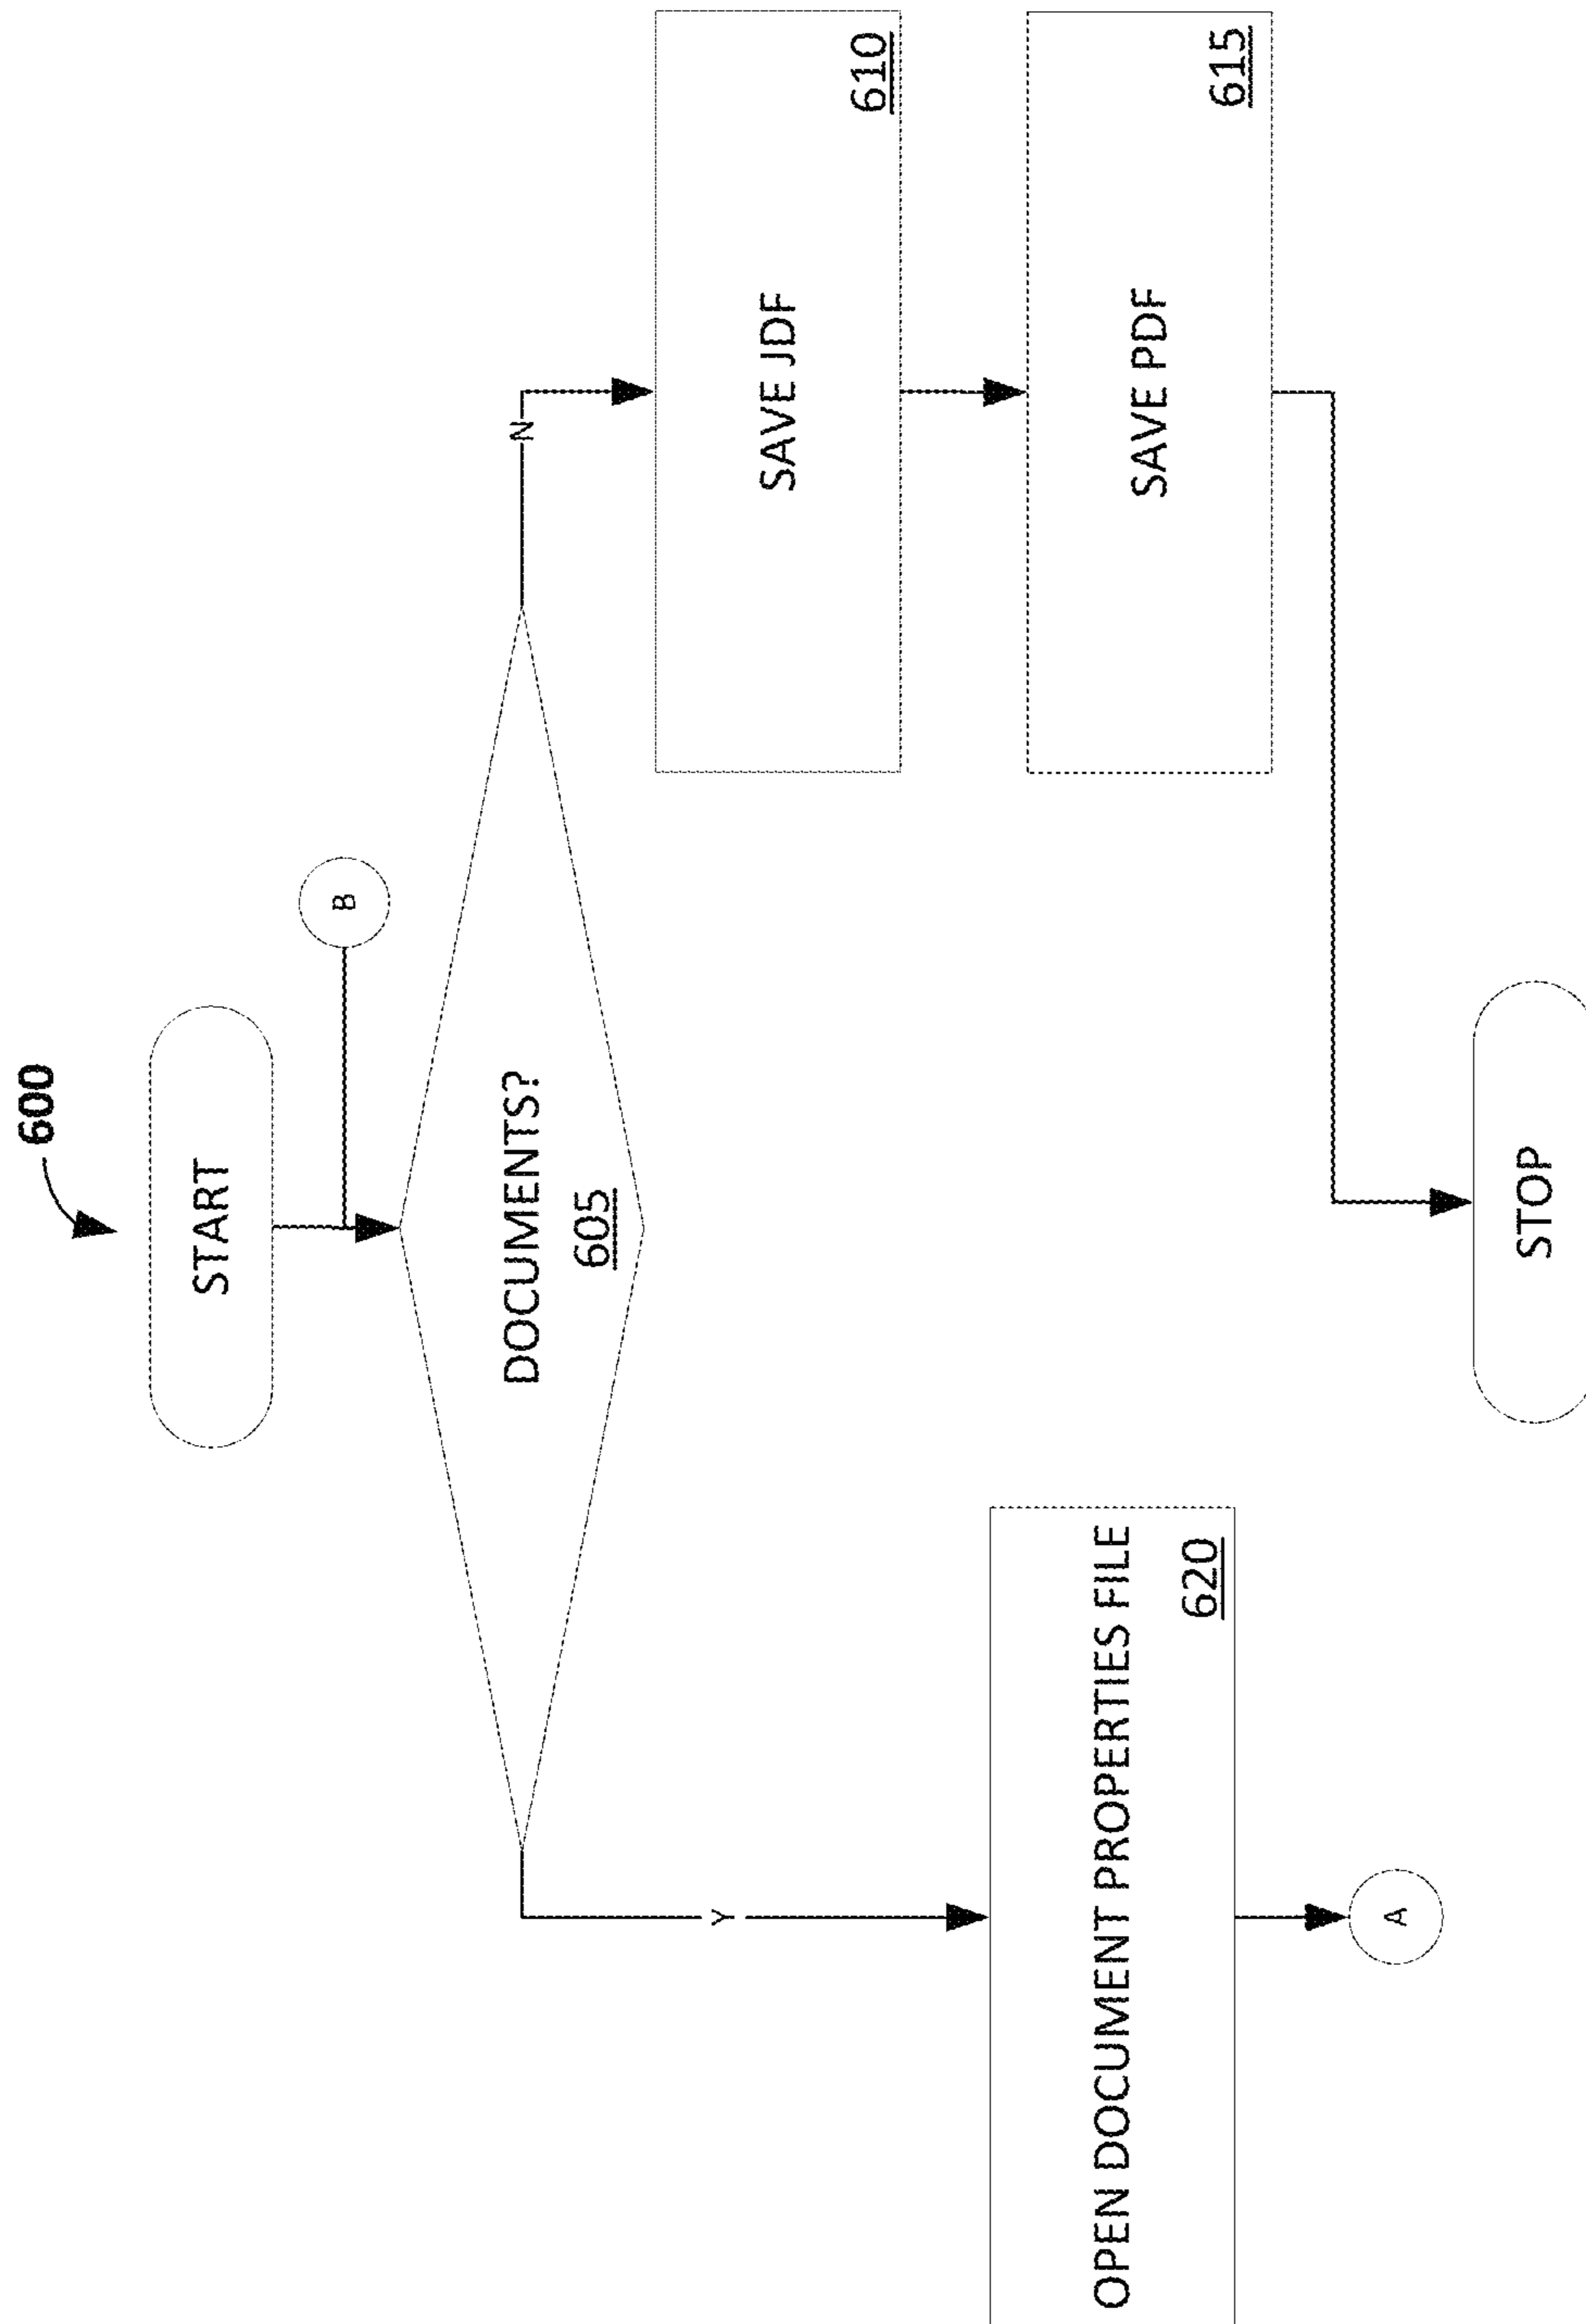 600
START
B
DOCUMENTS?
605
N
Y
SAVE JDF
610
SAVE PDF
615
OPEN DOCUMENT PROPERTIES FILE
620
A
STOP